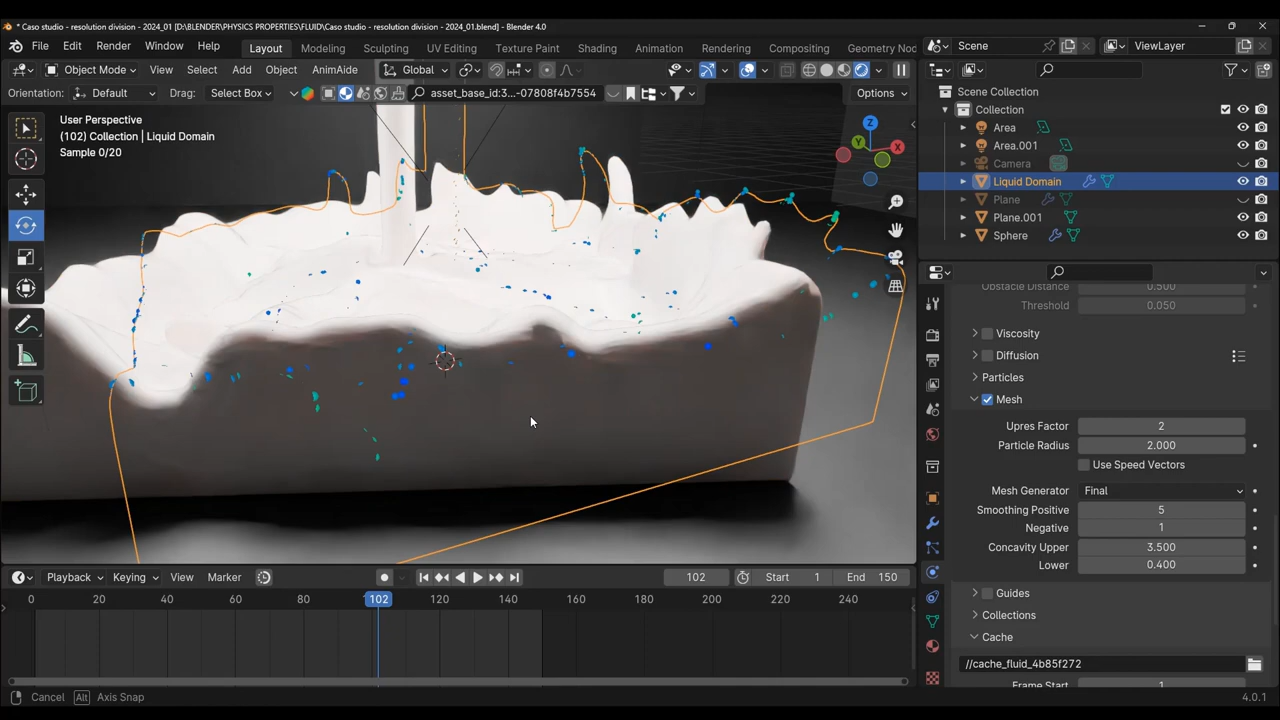 * Caso studio - resolution division - 2024_01 [D:\BLENDER\PHYSICS PROPERTIES\FLUID\Caso studio - resolution division - 2024_01.blend] - Blender 4.0
File Edit Render Window Help Layout Modeling Sculpting UV Editing Texture Paint Shading Animation Rendering Compositing Geometry Noc Scene ViewLayer
Object Mode View Select Add Object AnimAide Global
Orientation: Default Drag: Select Box asset_base_id:3...-07808f4b7554 Options
User Perspective
(102) Collection | Liquid Domain
Sample 0/20
Z
Y
X
Scene Collection
Collection
Area
Area.001
Camera
Liquid Domain
Plane
Plane.001
Sphere
Obstacle Distance 0.500
Threshold 0.050
Viscosity
Diffusion
Particles
Mesh
Upres Factor 2
Particle Radius 2.000
Use Speed Vectors
Mesh Generator Final
Smoothing Positive 5
Negative 1
Concavity Upper 3.500
Lower 0.400
Guides
Collections
Cache
//cache_fluid_4b85f272
Frame Start 1
Playback Keying View Marker 102 Start 1 End 150
0 20 40 60 80 102 120 140 160 180 200 220 240
Cancel Alt Axis Snap 4.0.1